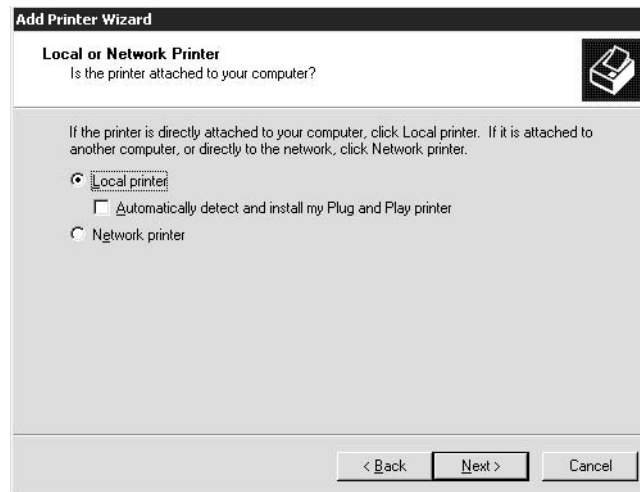 Add Printer Wizard
Local or Network Printer
Is the printer attached to your computer?
If the printer is directly attached to your computer, click Local printer. If it is attached to
another computer, or directly to the network, click Network printer.
Local printer
Automatically detect and install my Plug and Play printer
Network printer
< Back Next > Cancel